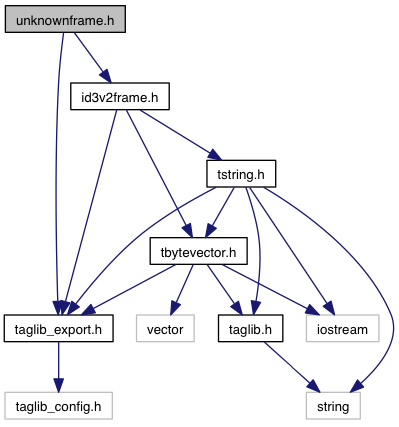 unknownframe.h
id3v2frame.h
tstring.h
tbytevector.h
taglib_export.h
vector
taglib.h
iostream
taglib_config.h
string